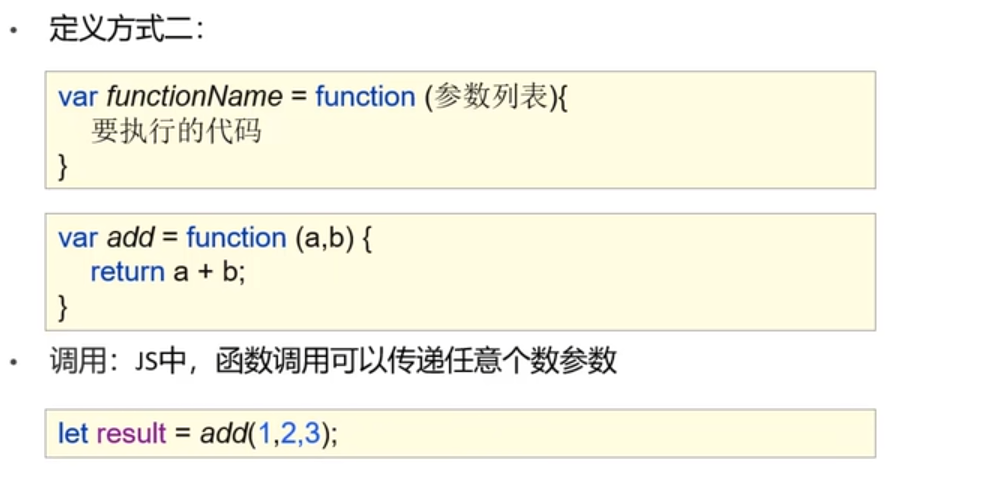 • 定义方式二：
var functionName = function (参数列表){
要执行的代码
}
var add = function (a,b) {
return a + b;
}
• 调用：JS中，函数调用可以传递任意个数参数
let result = add(1,2,3);